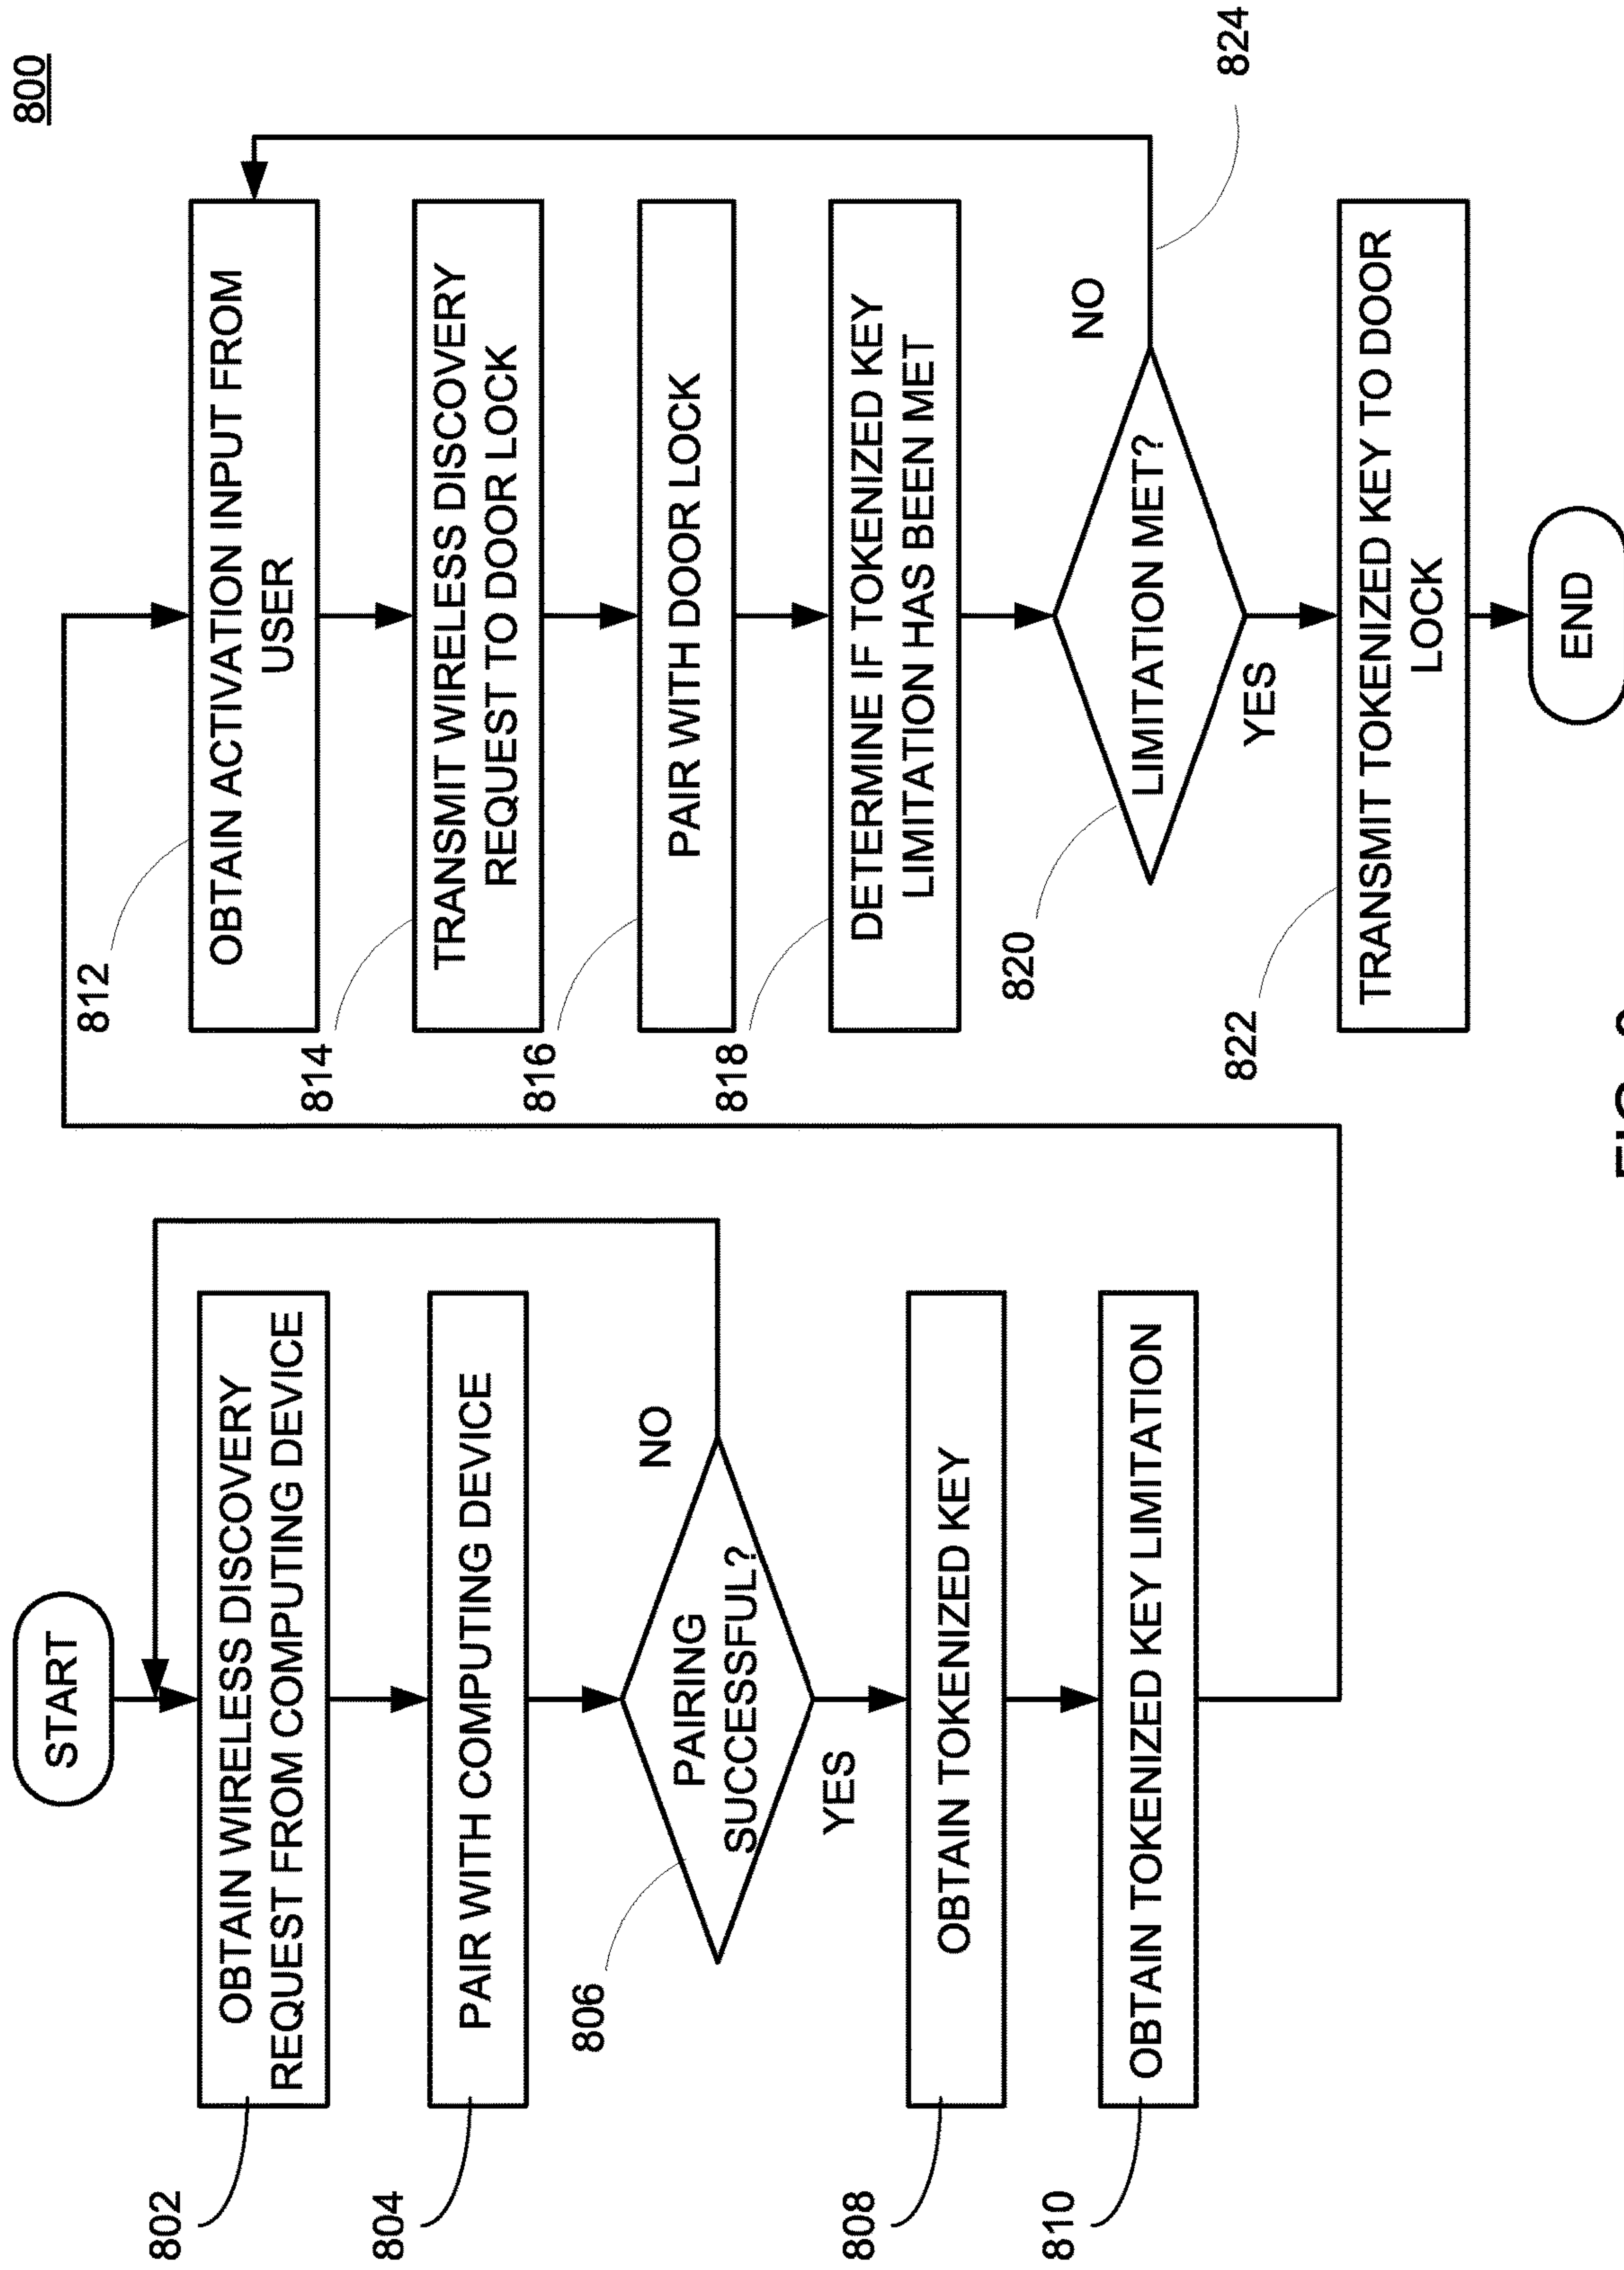 800
START
802
OBTAIN WIRELESS DISCOVERY
REQUEST FROM COMPUTING DEVICE
804
PAIR WITH COMPUTING DEVICE
806
PAIRING
SUCCESSFUL?
NO
YES
808
OBTAIN TOKENIZED KEY
810
OBTAIN TOKENIZED KEY LIMITATION
812
OBTAIN ACTIVATION INPUT FROM
USER
814
TRANSMIT WIRELESS DISCOVERY
REQUEST TO DOOR LOCK
816
PAIR WITH DOOR LOCK
818
DETERMINE IF TOKENIZED KEY
LIMITATION HAS BEEN MET
820
LIMITATION MET?
NO
824
YES
822
TRANSMIT TOKENIZED KEY TO DOOR
LOCK
END